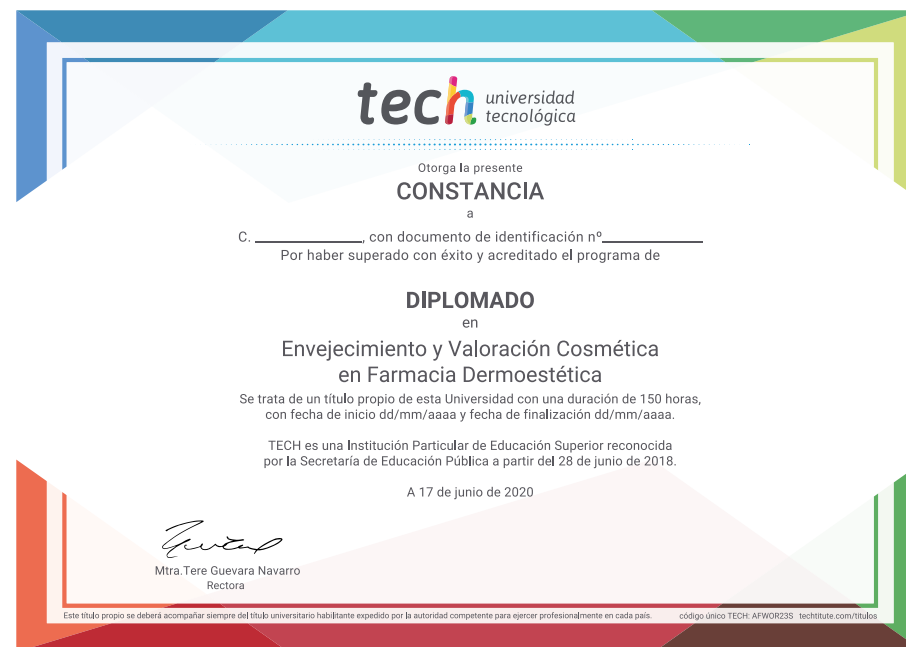 tech universidad
tecnológica
Otorga la presente
CONSTANCIA
a
C. ____________, con documento de identificación nº____________
Por haber superado con éxito y acreditado el programa de
DIPLOMADO
en
Envejecimiento y Valoración Cosmética
en Farmacia Dermoestética
Se trata de un título propio de esta Universidad con una duración de 150 horas,
con fecha de inicio dd/mm/aaaa y fecha de finalización dd/mm/aaaa.
TECH es una Institución Particular de Educación Superior reconocida
por la Secretaría de Educación Pública a partir del 28 de junio de 2018.
A 17 de junio de 2020
Mtra.Tere Guevara Navarro
Rectora
Este título propio se deberá acompañar siempre del título universitario habilitante expedido por la autoridad competente para ejercer profesionalmente en cada país. código único TECH: AFWOR23S techtitute.com/titulos